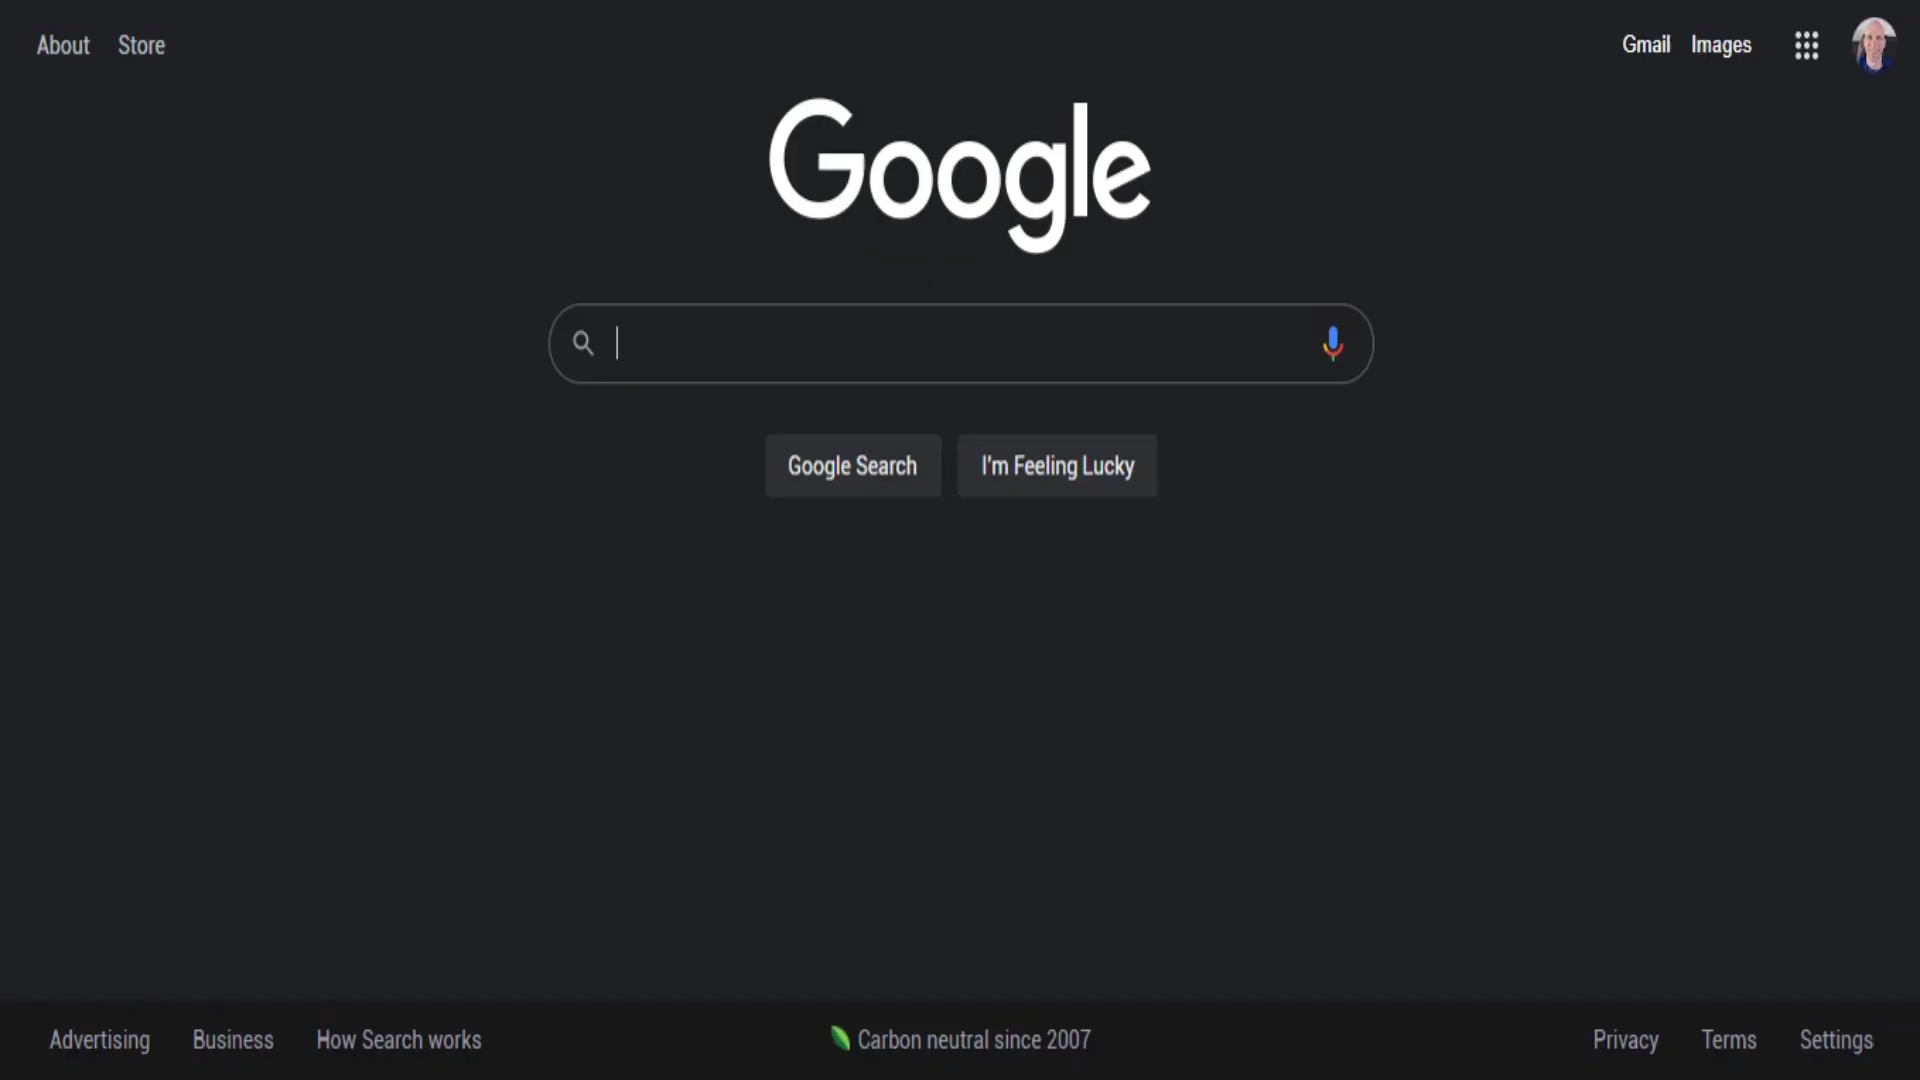 About Store
Gmail Images
Google
Google Search I'm Feeling Lucky
Advertising Business How Search works
Carbon neutral since 2007
Privacy Terms Settings